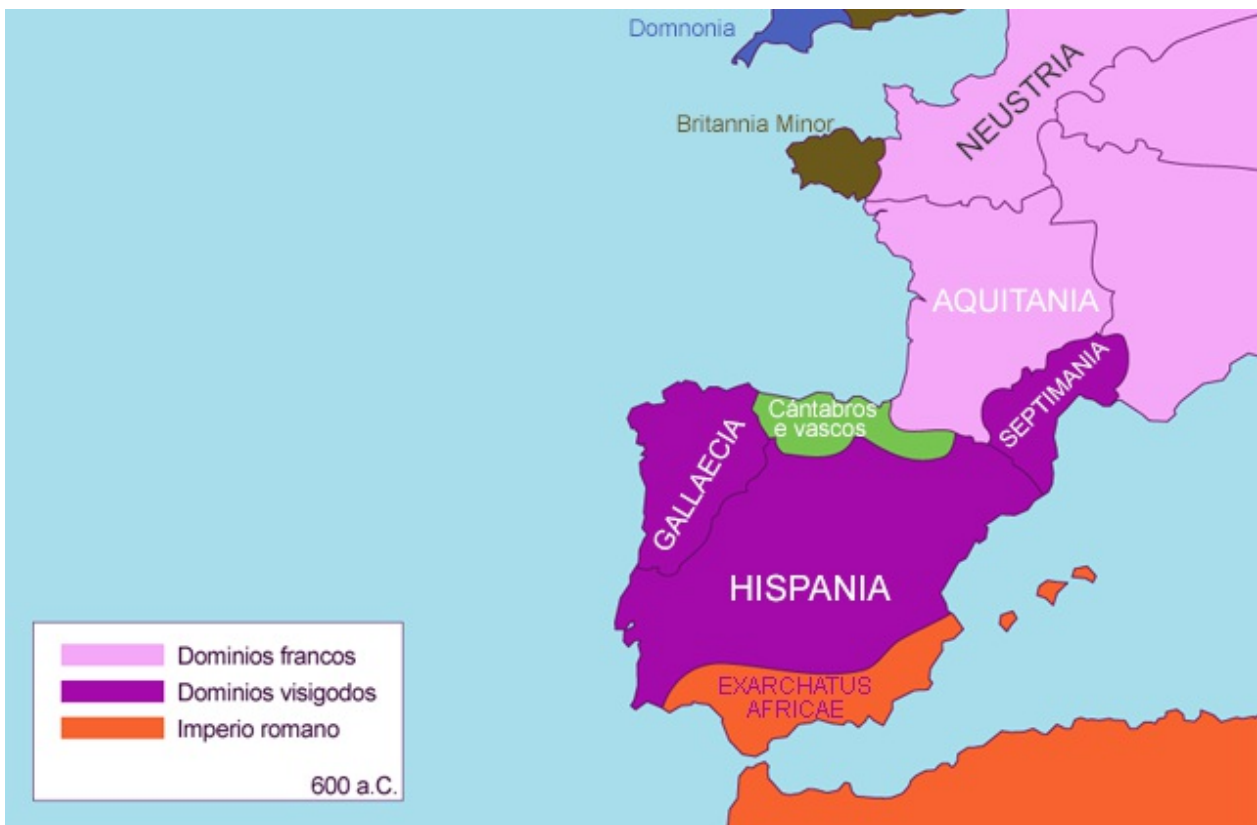 Domnonia
Britannia Minor
NEUSTRIA
AQUITANIA
SEPTIMANIA
Cántabros
e vascos
GALLAECIA
HISPANIA
EXARCHATUS
AFRICAE
Dominios francos
Dominios visigodos
Imperio romano
600 a.C.